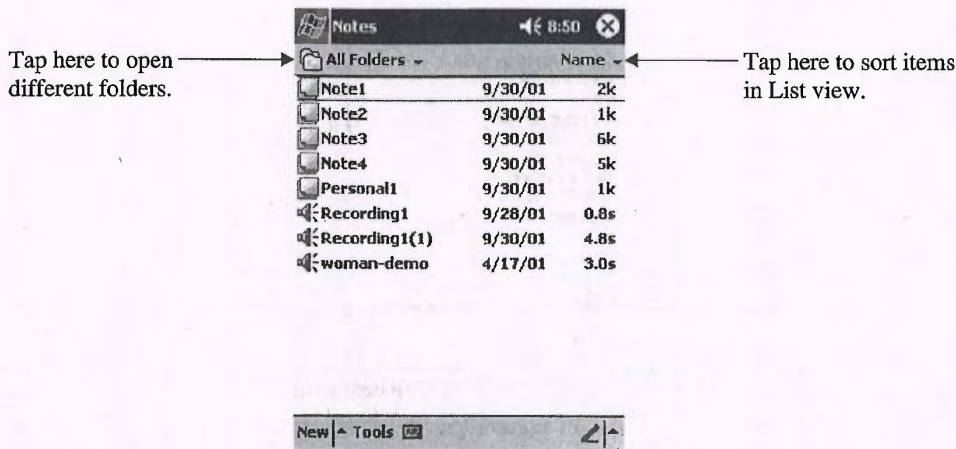 Notes 8:50
Tap here to open
different folders.
All Folders Name
Tap here to sort items
in List view.
Note1 9/30/01 2k
Note2 9/30/01 1k
Note3 9/30/01 6k
Note4 9/30/01 5k
Personal1 9/30/01 1k
Recording1 9/28/01 0.8s
Recording1(1) 9/30/01 4.8s
woman-demo 4/17/01 3.0s
New Tools